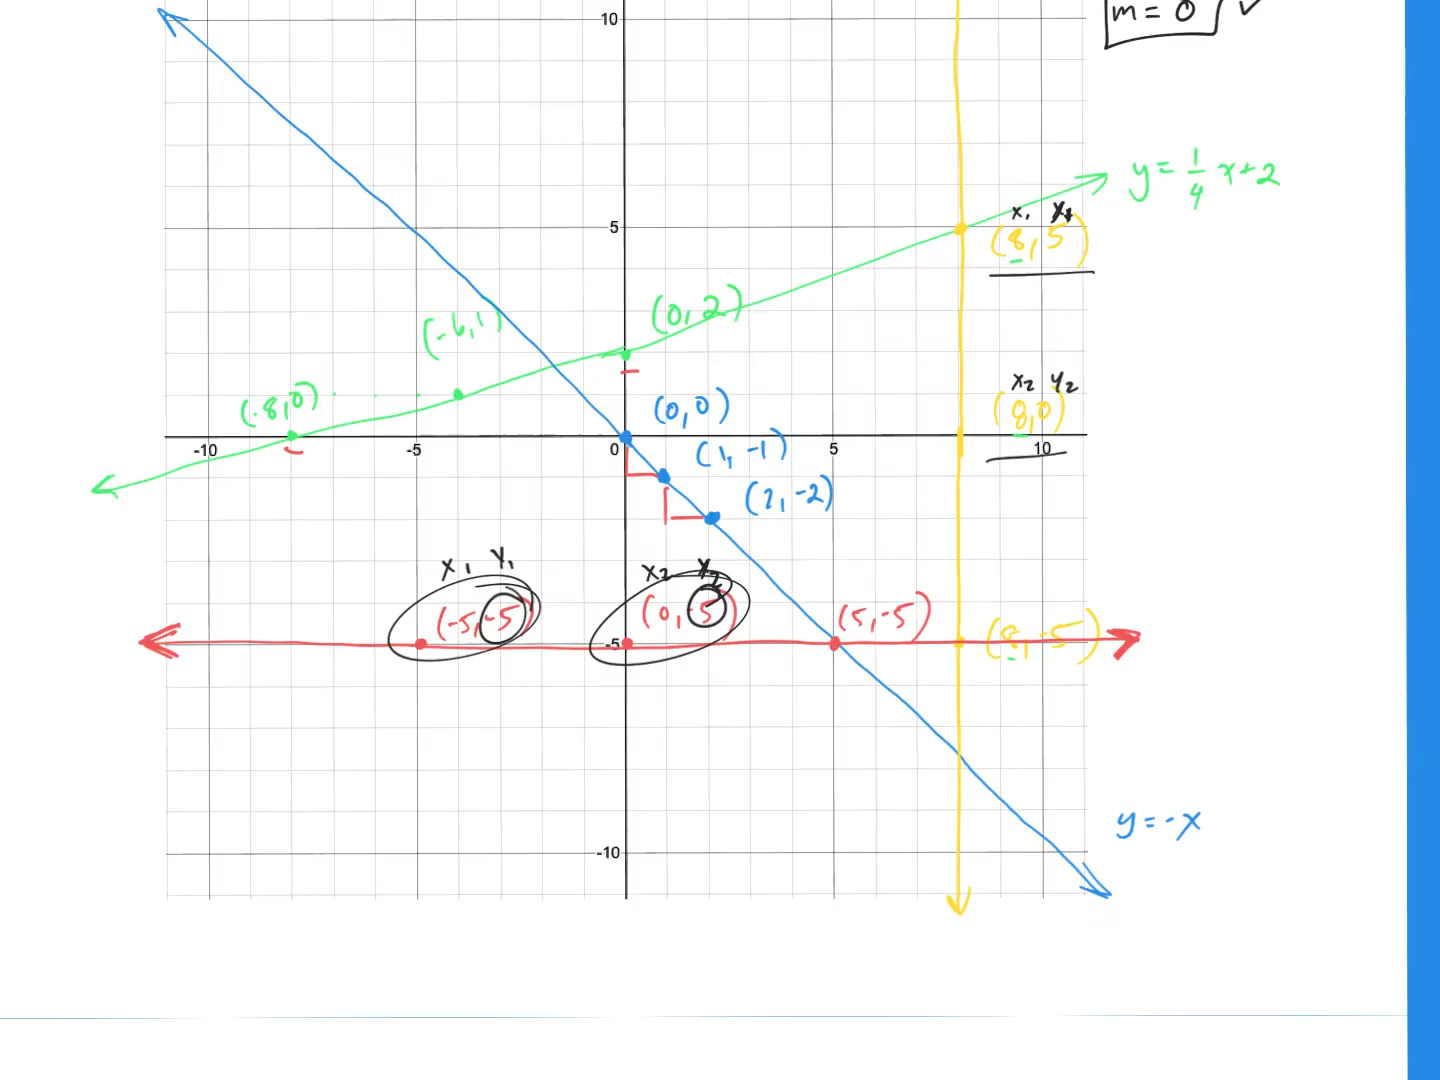 m = 0 ✓
10
y = 1/4 x + 2
x₁ y₁
5
(8, 5)
(-6, 1)
(0, 2)
x₂ y₂
(-8, 0)
(0, 0)
(8, 0)
-10 -5 0 5 10
(1, -1)
(2, -2)
x₁ y₁
x₂ y₂
(-5, -5)
(0, -5)
(5, -5)
(8, -5)
-5
y = -x
-10